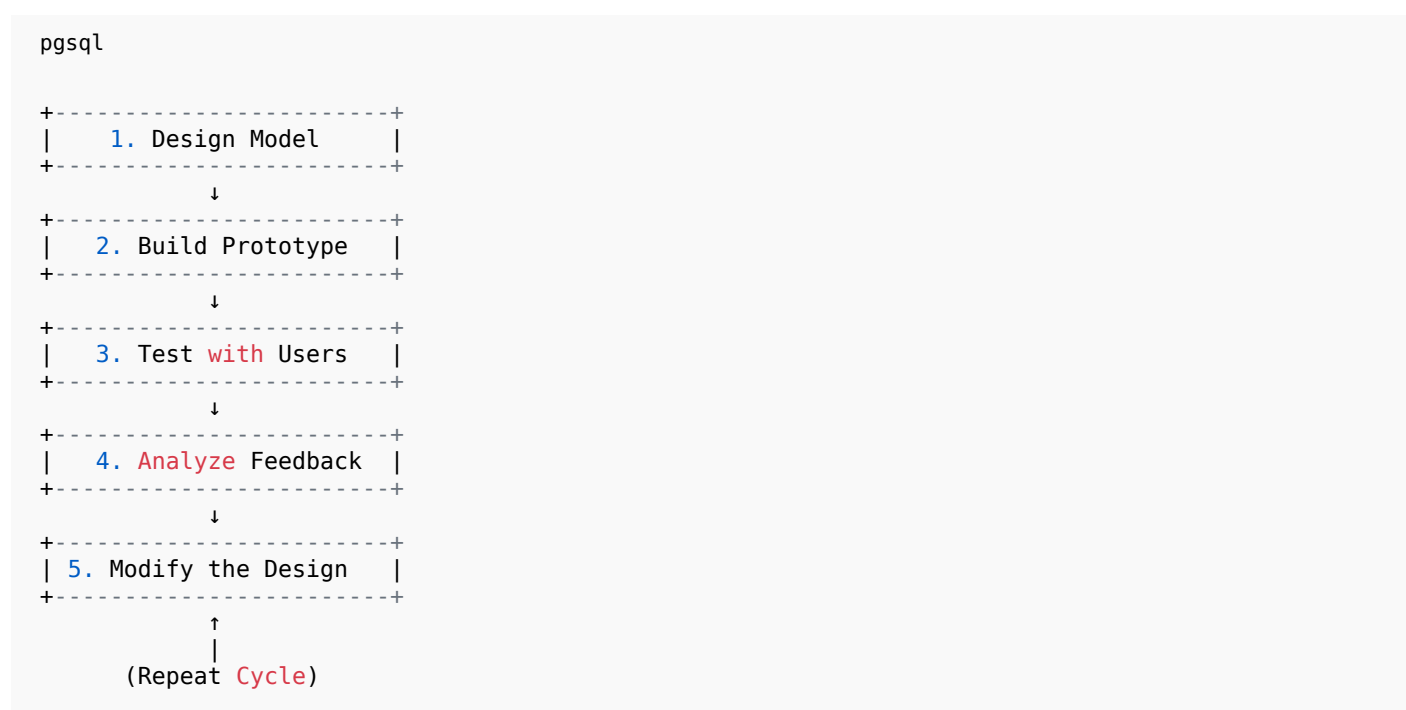 pgsql
+------------------------+
|    1. Design Model     |
+------------------------+
            ↓
+------------------------+
|   2. Build Prototype   |
+------------------------+
            ↓
+------------------------+
|   3. Test with Users   |
+------------------------+
            ↓
+------------------------+
|   4. Analyze Feedback  |
+------------------------+
            ↓
+------------------------+
| 5. Modify the Design   |
+------------------------+
            ↑
            |
      (Repeat Cycle)